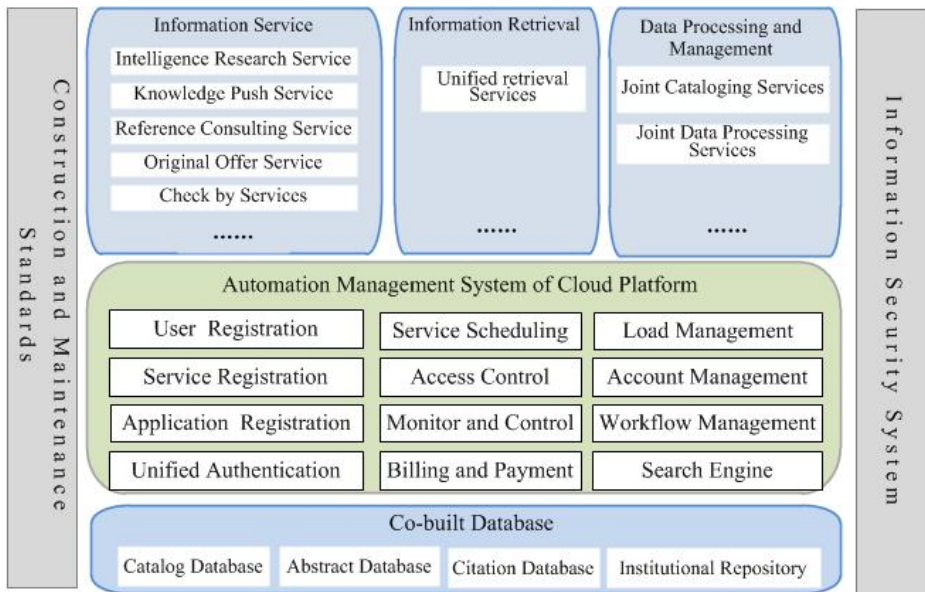 Construction and Maintenance
Standards
Information Service
Intelligence Research Service
Knowledge Push Service
Reference Consulting Service
Original Offer Service
Check by Services
......
Information Retrieval
Unified retrieval
Services
......
Data Processing and
Management
Joint Cataloging Services
Joint Data Processing
Services
......
Automation Management System of Cloud Platform
User Registration
Service Scheduling
Load Management
Service Registration
Access Control
Account Management
Application Registration
Monitor and Control
Workflow Management
Unified Authentication
Billing and Payment
Search Engine
Co-built Database
Catalog Database
Abstract Database
Citation Database
Institutional Repository
Information Security System